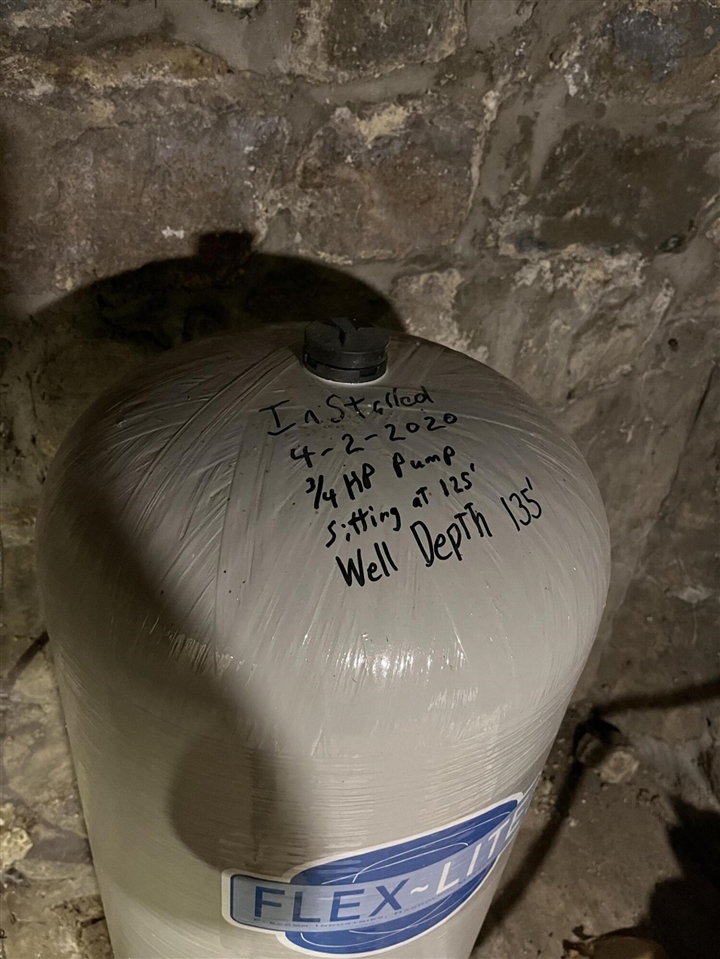 InStalled
4-2-2020
3/4 HP Pump
Sitting at 125'
Well Depth 135'
FLEX~LITE